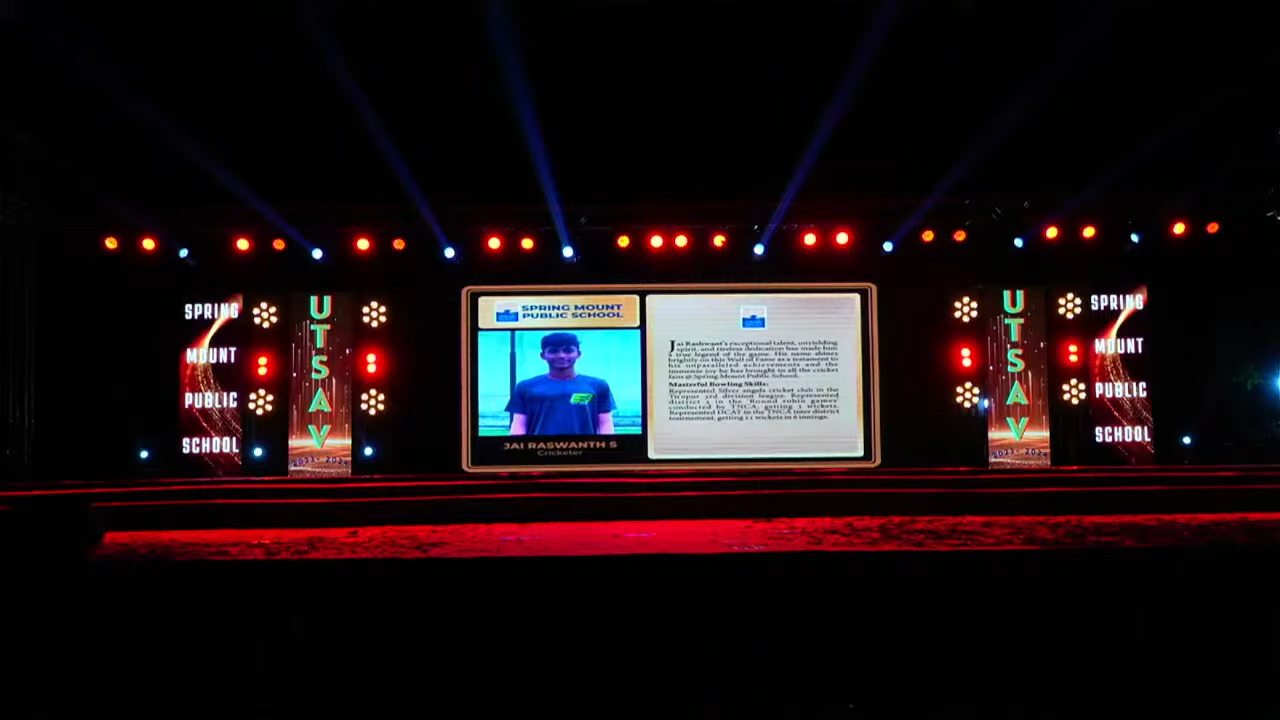 SPRING
MOUNT
PUBLIC
SCHOOL
UTSAV
2023- 2024
SPRING MOUNT
PUBLIC SCHOOL
JAI RASWANTH S
Cricketer
Jai Rashwant's exceptional talent, unyielding
spirit, and tireless dedication has made him
a true legend of the game. His name shines
brightly on this Wall of Fame as a testament to
his unparalleled achievements and the
immense joy he has brought to all the cricket
fans @ Spring Mount Public School.
Masterful Bowling Skills:
Represented Silver angels cricket club in the
Tirupur 3rd division league. Represented
district 3 in the 'Round robin games'
conducted by TNCA, getting 3 wickets.
Represented UCAT in the TNCA inter district
tournament, getting 11 wickets in 6 innings.
UTSAV
2023- 2024
SPRING
MOUNT
PUBLIC
SCHOOL